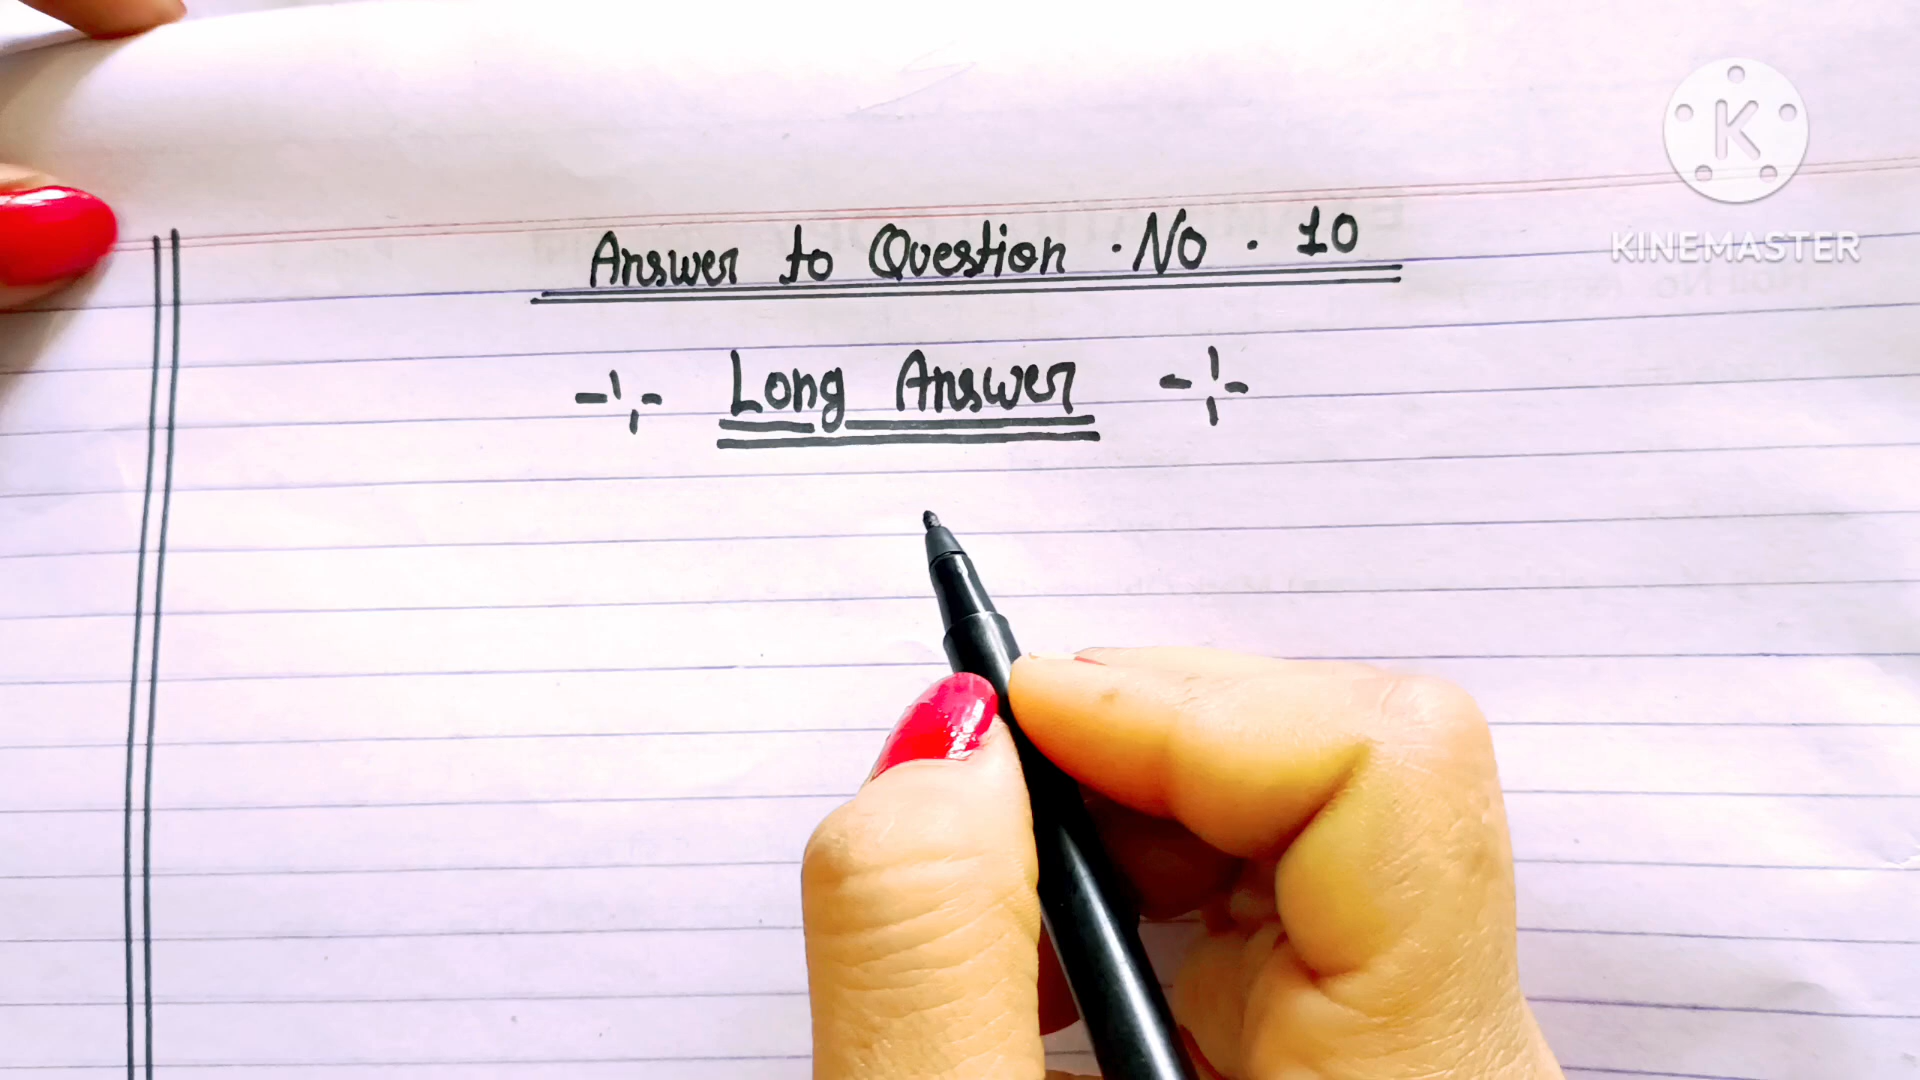 Answer to Question . No . 10
Long Answer
K
KINEMASTER